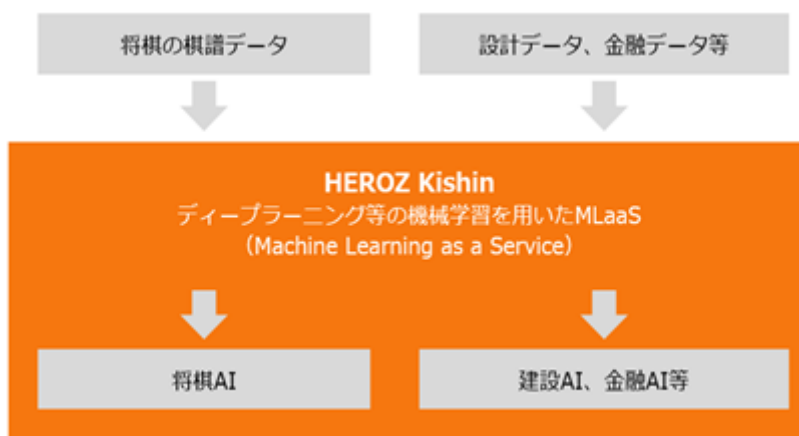 将棋の棋譜データ
設計データ、金融データ等
HEROZ Kishin
ディープラーニング等の機械学習を用いたMLaaS
（Machine Learning as a Service）
将棋AI
建設AI、金融AI等